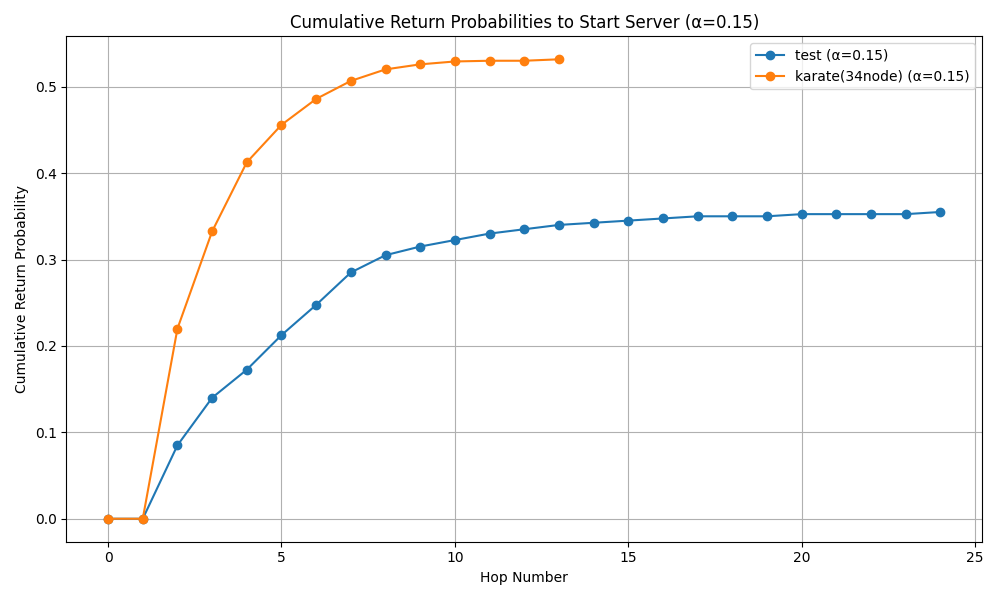 Cumulative Return Probabilities to Start Server (α=0.15)
test (α=0.15)
karate(34node) (α=0.15)
Cumulative Return Probability
0.5
0.4
0.3
0.2
0.1
0.0
0 5 10 15 20 25
Hop Number